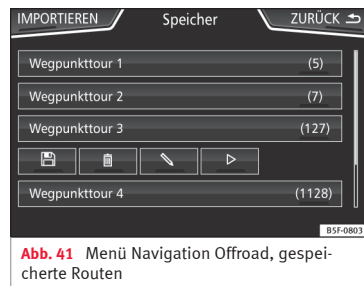 IMPORTIEREN Speicher ZURÜCK
Wegpunkttour 1 (5)
Wegpunkttour 2 (7)
Wegpunkttour 3 (127)
Wegpunkttour 4 (1128)
B5F-0803
Abb. 41 Menü Navigation Offroad, gespei-
cherte Routen